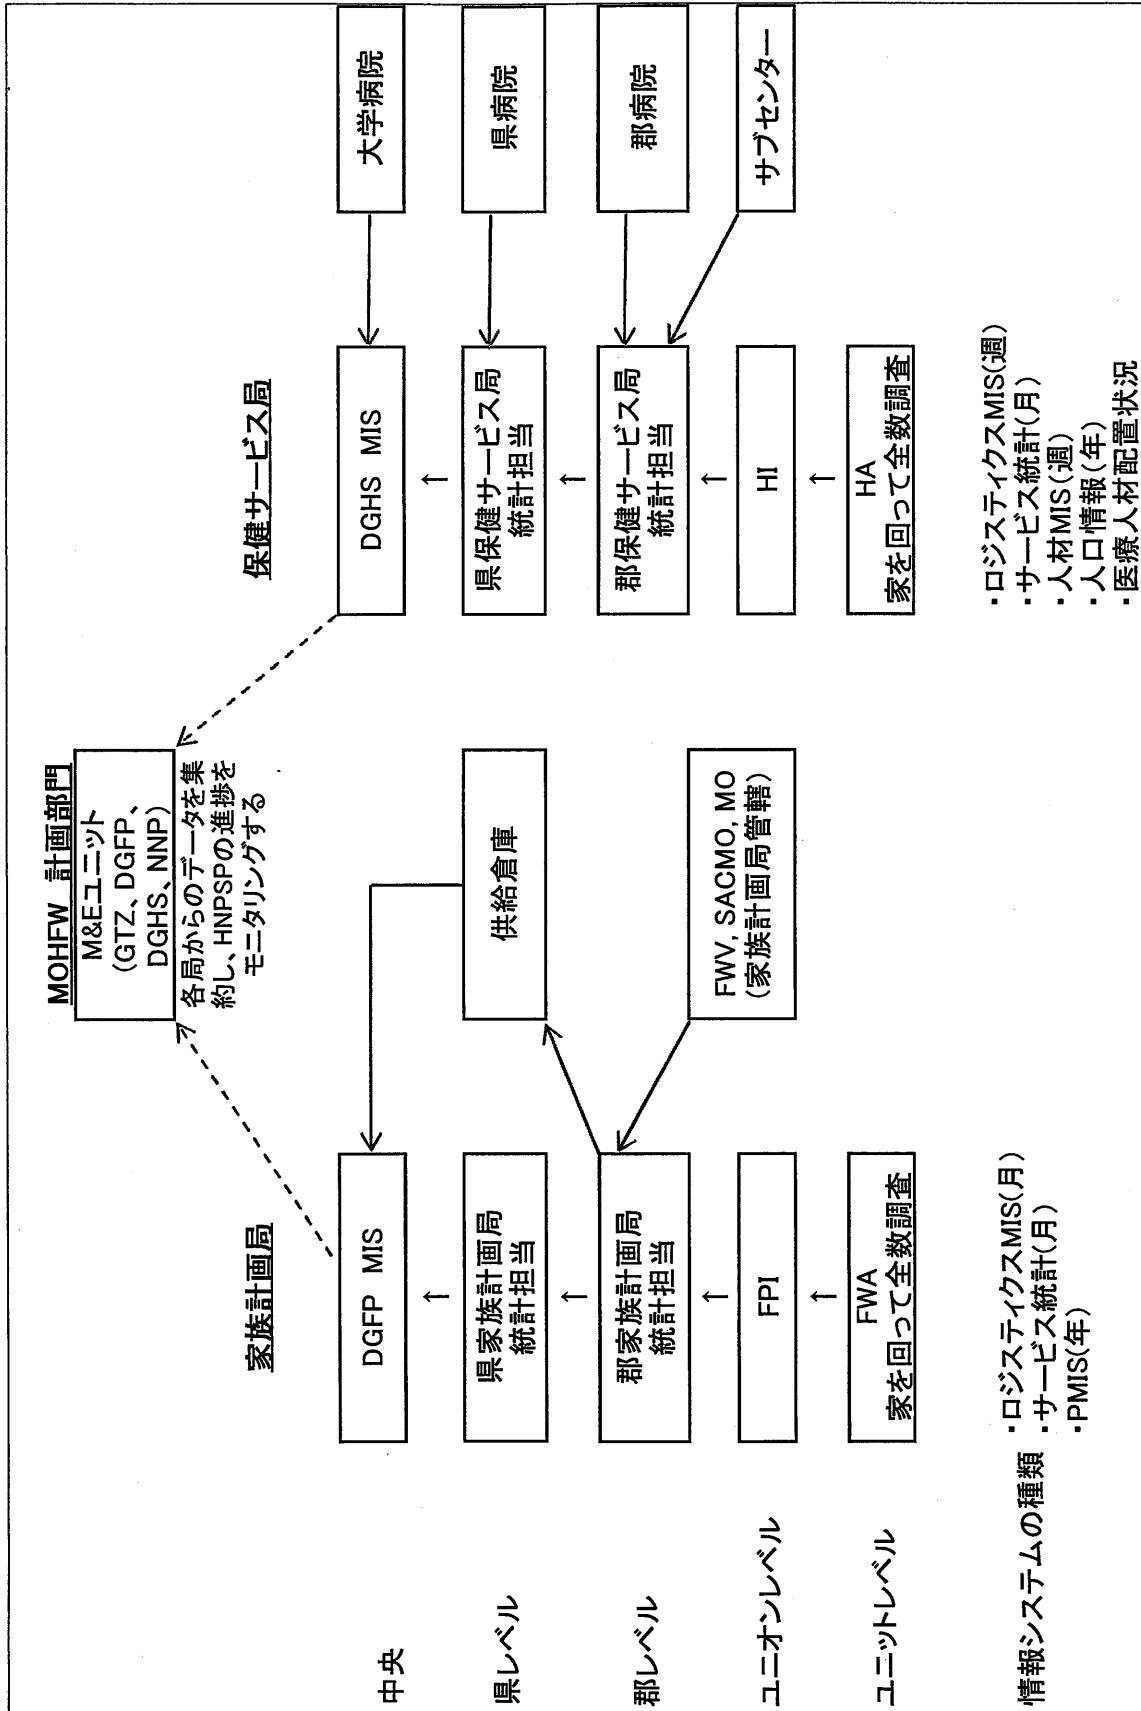 MOHFW 計画部門
M&Eユニット
(GTZ、DGFP、
DGHS、NNP)
各局からのデータを集
約し、HNPSPの進捗を
モニタリングする
家族計画局
保健サービス局
中央
DGFP MIS
DGHS MIS
大学病院
県レベル
県家族計画局
統計担当
供給倉庫
県保健サービス局
統計担当
県病院
郡レベル
郡家族計画局
統計担当
郡保健サービス局
統計担当
郡病院
FWV, SACMO, MO
(家族計画局管轄)
ユニオンレベル
FPI
HI
サブセンター
ユニットレベル
FWA
家を回って全数調査
HA
家を回って全数調査
情報システムの種類
・ロジスティクスMIS(月)
・サービス統計(月)
・PMIS(年)
・ロジスティクスMIS(週)
・サービス統計(月)
・人材MIS(週)
・人口情報(年)
・医療人材配置状況